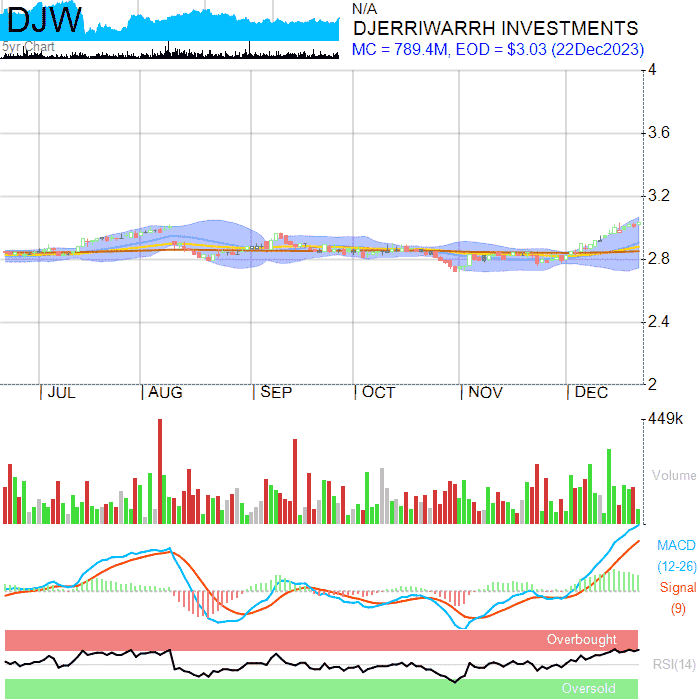 DJW
5yr Chart
N/A
DJERRIWARRH INVESTMENTS
MC = 789.4M, EOD = $3.03 (22Dec2023)
4
3.6
3.2
2.8
2.4
2
JUL AUG SEP OCT NOV DEC
449k
Volume
MACD
(12-26)
Signal
(9)
Overbought
RSI(14)
Oversold